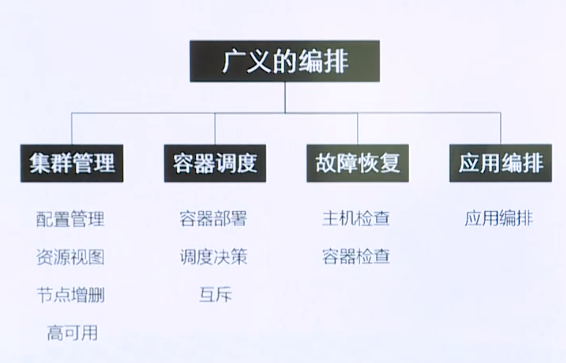 广义的编排
集群管理
容器调度
故障恢复
应用编排
配置管理
容器部署
主机检查
应用编排
资源视图
调度决策
容器检查
节点增删
互斥
高可用